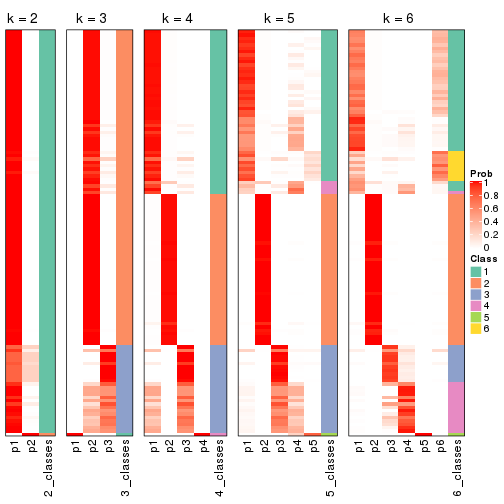 k = 2
k = 3
k = 4
k = 5
k = 6
Prob
1
0.8
0.6
0.4
0.2
0
Class
1
2
3
4
5
6
p1
p2
2_classes
p1
p2
p3
3_classes
p1
p2
p3
p4
4_classes
p1
p2
p3
p4
p5
5_classes
p1
p2
p3
p4
p5
p6
6_classes